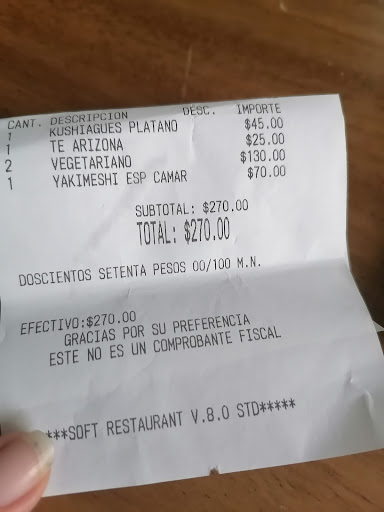 CANT. DESCRIPCION DESC. IMPORTE
1 KUSHIAGUES PLATANO $45.00
1 TE ARIZONA $25.00
2 VEGETARIANO $130.00
1 YAKIMESHI ESP CAMAR $70.00
SUBTOTAL: $270.00
TOTAL: $270.00
DOSCIENTOS SETENTA PESOS 00/100 M.N.
EFECTIVO:$270.00
GRACIAS POR SU PREFERENCIA
ESTE NO ES UN COMPROBANTE FISCAL
***SOFT RESTAURANT V.8.0 STD*****